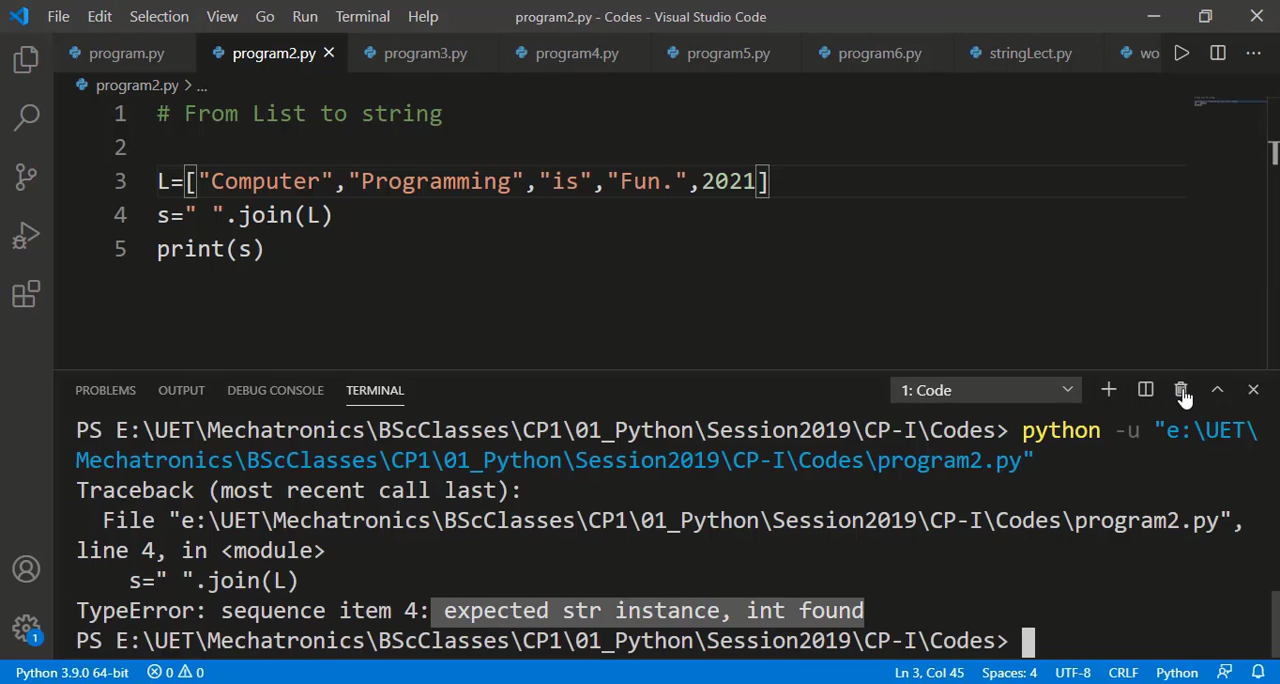 File Edit Selection View Go Run Terminal Help program2.py - Codes - Visual Studio Code
program.py program2.py program3.py program4.py program5.py program6.py stringLect.py wo
program2.py > ...
1 # From List to string
2
3 L=["Computer","Programming","is","Fun.",2021]
4 s=" ".join(L)
5 print(s)
PROBLEMS OUTPUT DEBUG CONSOLE TERMINAL 1: Code
PS E:\UET\Mechatronics\BScClasses\CP1\01_Python\Session2019\CP-I\Codes> python -u "e:\UET\
Mechatronics\BScClasses\CP1\01_Python\Session2019\CP-I\Codes\program2.py"
Traceback (most recent call last):
File "e:\UET\Mechatronics\BScClasses\CP1\01_Python\Session2019\CP-I\Codes\program2.py",
line 4, in <module>
s=" ".join(L)
TypeError: sequence item 4: expected str instance, int found
PS E:\UET\Mechatronics\BScClasses\CP1\01_Python\Session2019\CP-I\Codes>
1
Python 3.9.0 64-bit 0 0 Ln 3, Col 45 Spaces: 4 UTF-8 CRLF Python